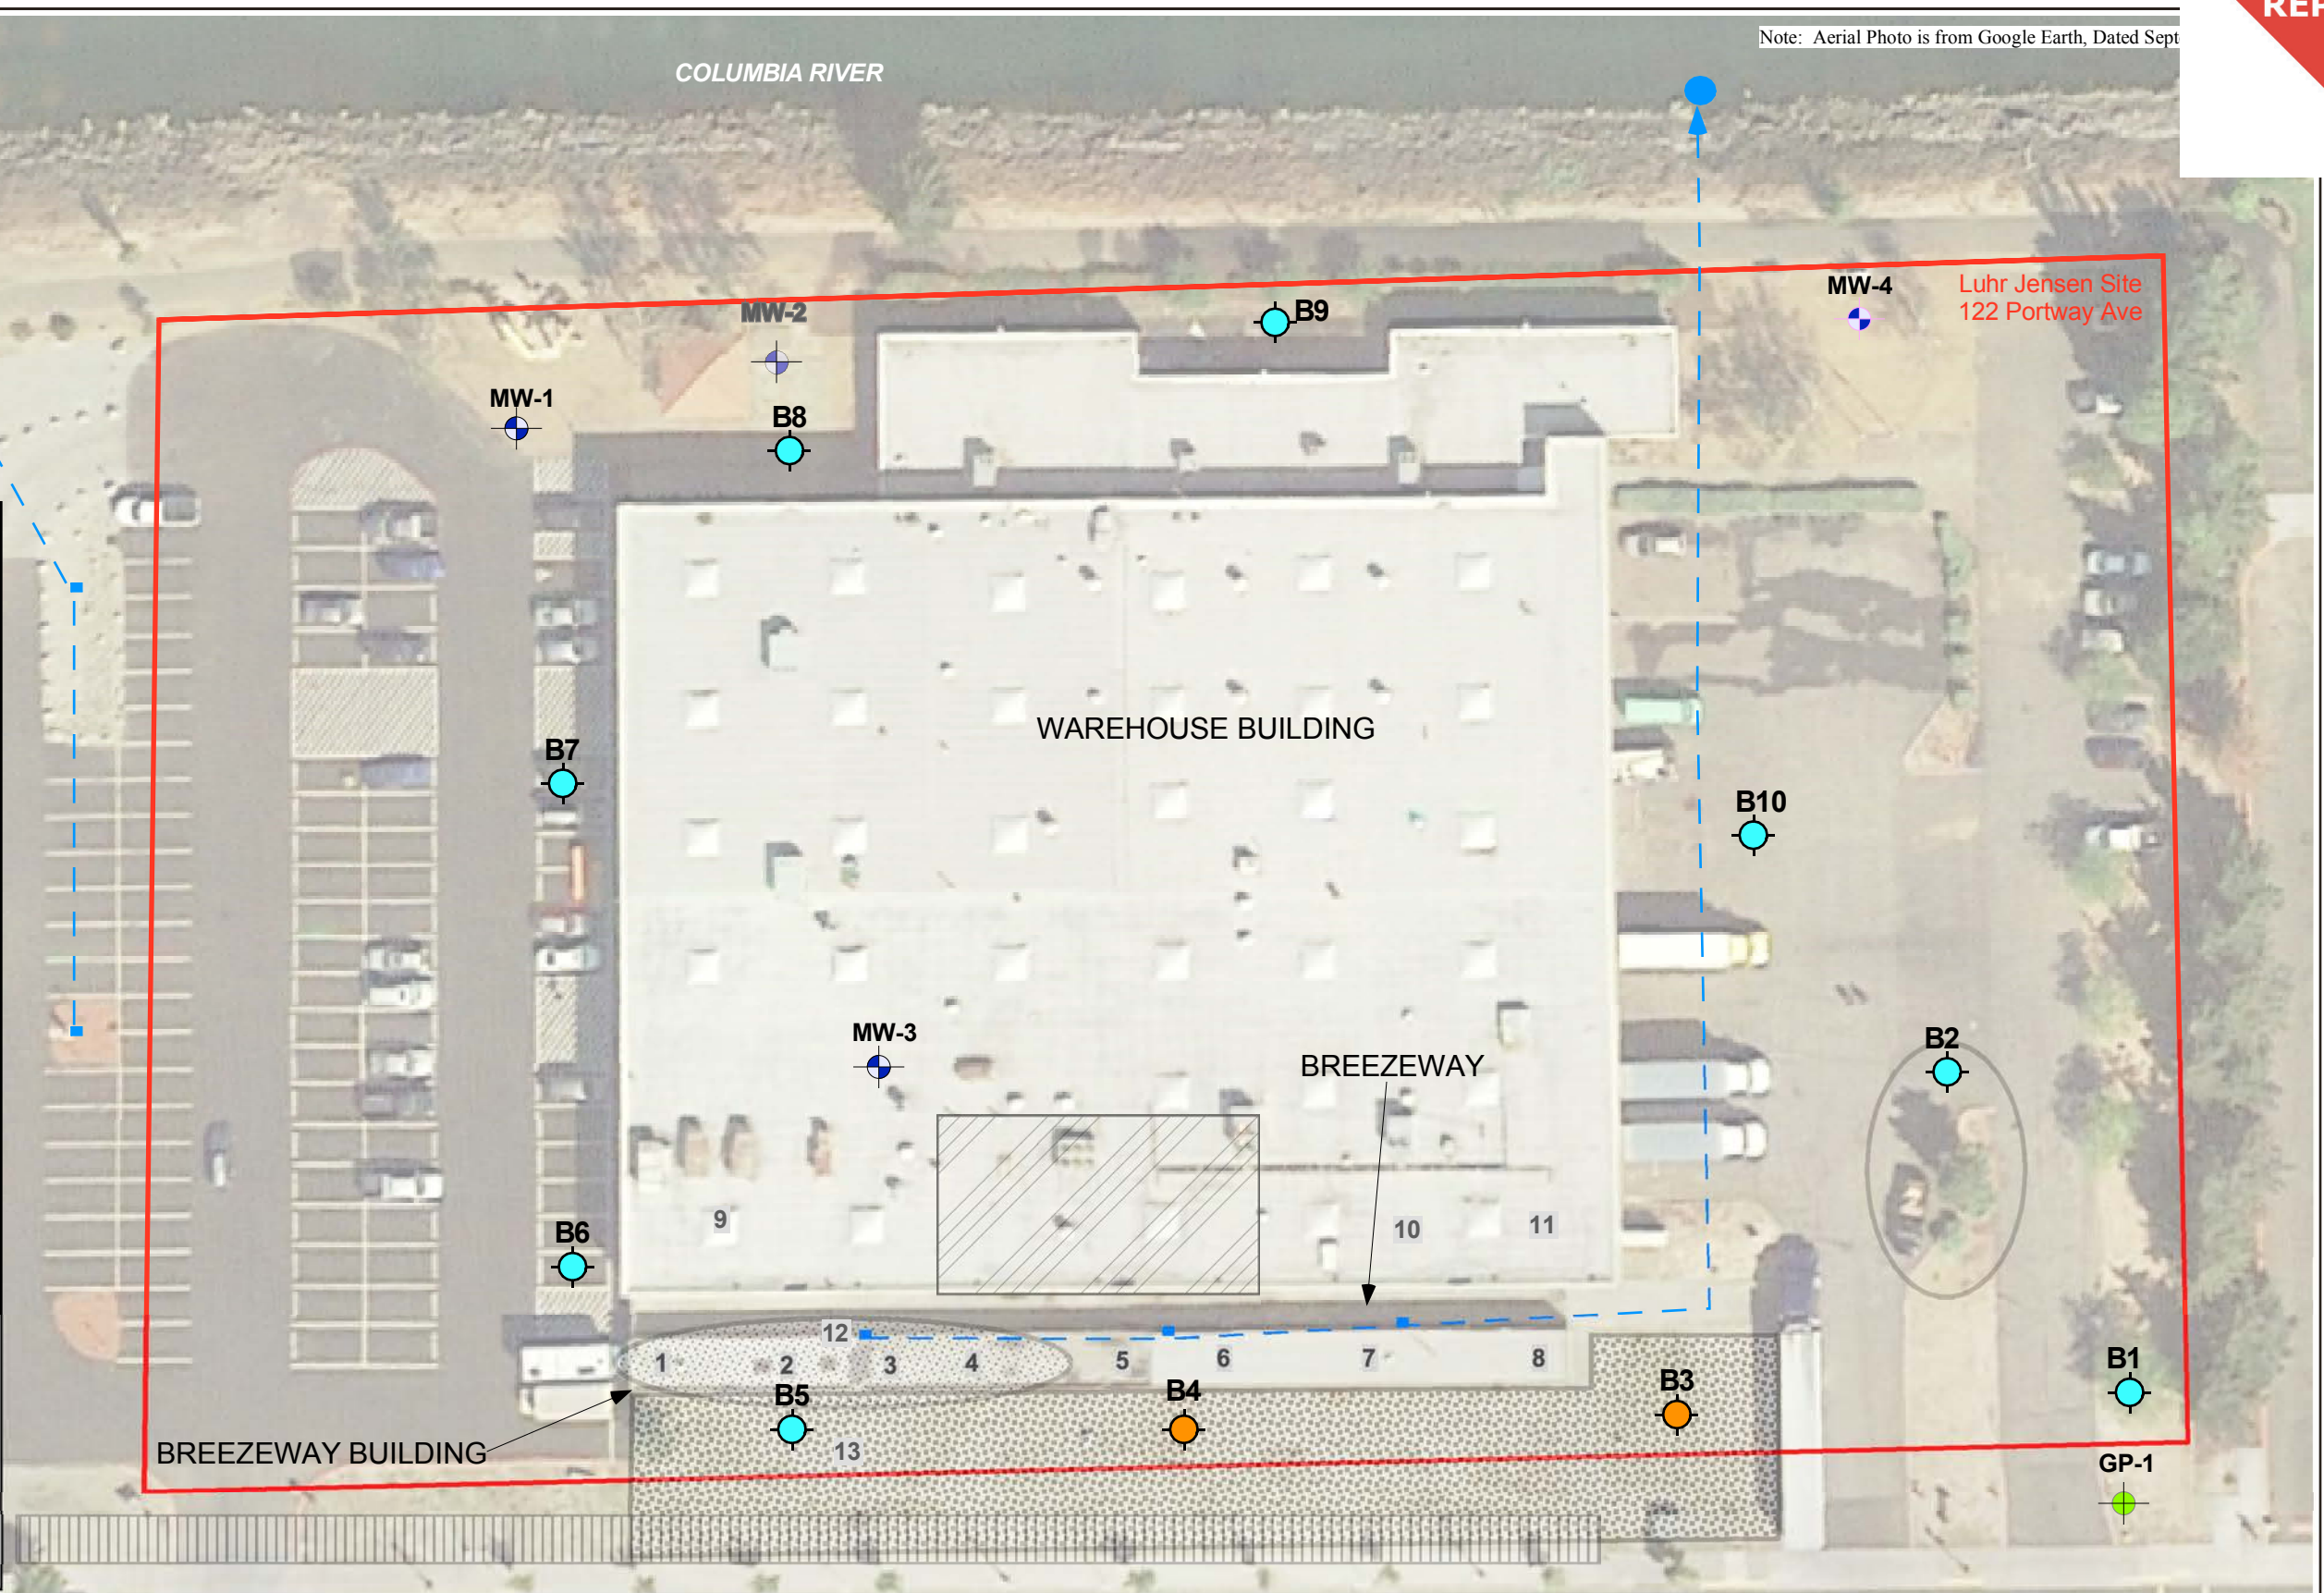 Note: Aerial Photo is from Google Earth, Dated
COLUMBIA RIVER
MW-4
Luhr Jensen Site
122 Portway Ave
MW-2
B9
MW-1
B8
WAREHOUSE BUILDING
B7
B10
MW-3
B2
BREEZEWAY
9
10
11
B6
12
1
2
3
4
5
6
7
8
B5
B4
B3
B1
BREEZEWAY BUILDING
13
GP-1